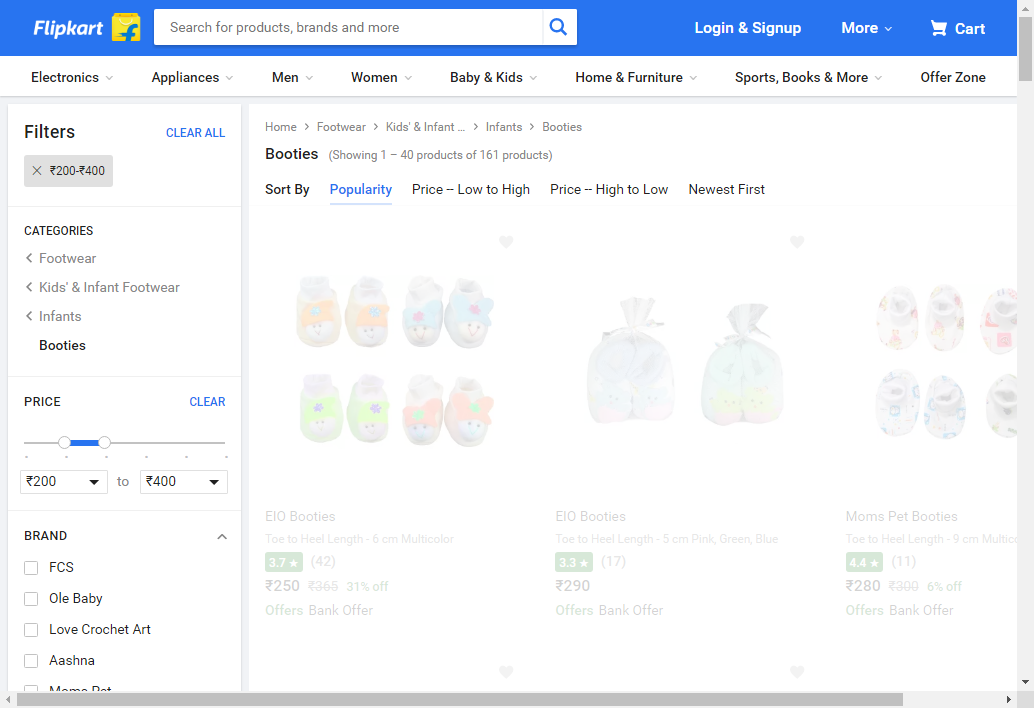 Flipkart
Search for products, brands and more
Login & Signup
More
Cart
Electronics
Appliances
Men
Women
Baby & Kids
Home & Furniture
Sports, Books & More
Offer Zone
Filters
CLEAR ALL
₹200-₹400
CATEGORIES
Footwear
Kids' & Infant Footwear
Infants
Booties
PRICE
CLEAR
₹200 to ₹400
BRAND
FCS
Ole Baby
Love Crochet Art
Aashna
Moms Pet
Home > Footwear > Kids' & Infant ... > Infants > Booties
Booties (Showing 1 – 40 products of 161 products)
Sort By Popularity Price -- Low to High Price -- High to Low Newest First
EIO Booties
Toe to Heel Length - 6 cm Multicolor
3.7 ★ (42)
₹250 ₹365 31% off
Offers Bank Offer
EIO Booties
Toe to Heel Length - 5 cm Pink, Green, Blue
3.3 ★ (17)
₹290
Offers Bank Offer
Moms Pet Booties
Toe to Heel Length - 9 cm Multic
4.4 ★ (11)
₹280 ₹300 6% off
Offers Bank Offer